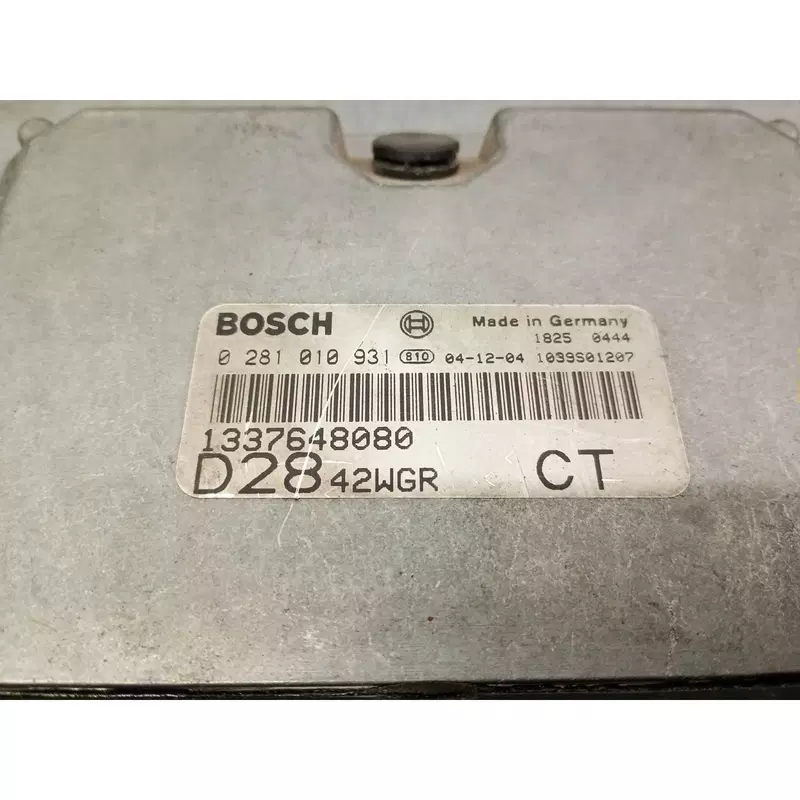 BOSCH Made in Germany
1825 0444
0 281 010 931 810 04-12-04 1039S01207
1337648080
D28 42WGR CT